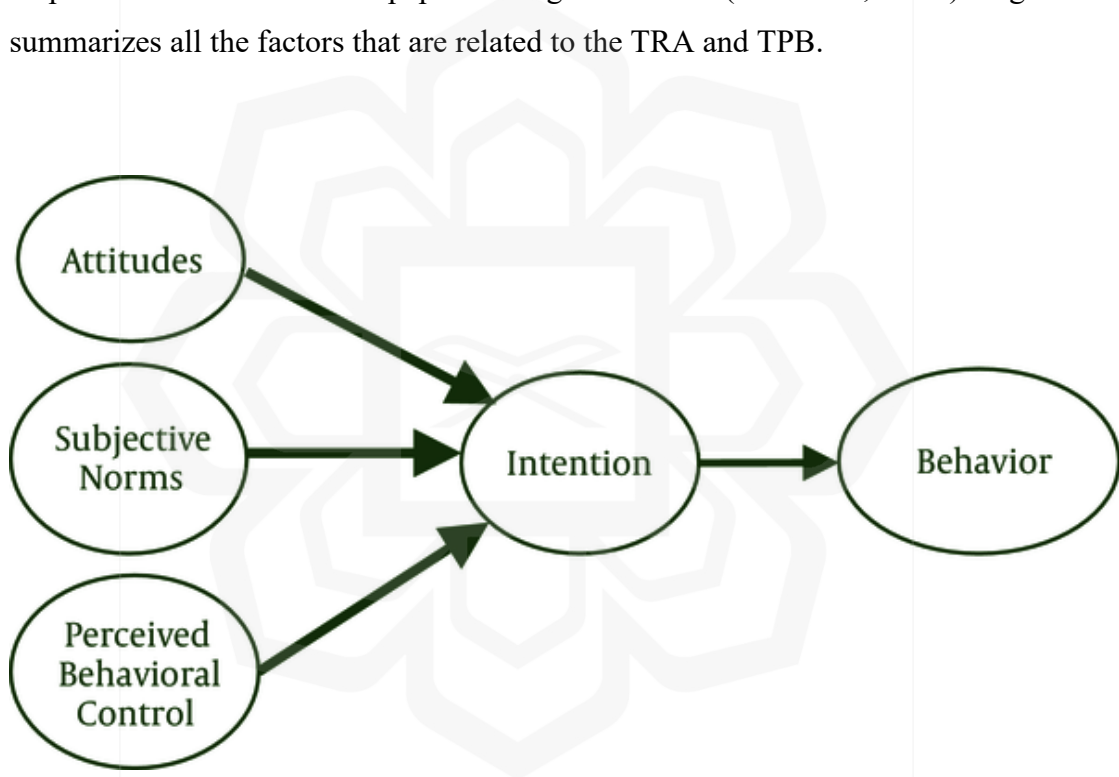 summarizes all the factors that are related to the TRA and TPB.
Attitudes
Subjective
Norms
Intention
Behavior
Perceived
Behavioral
Control